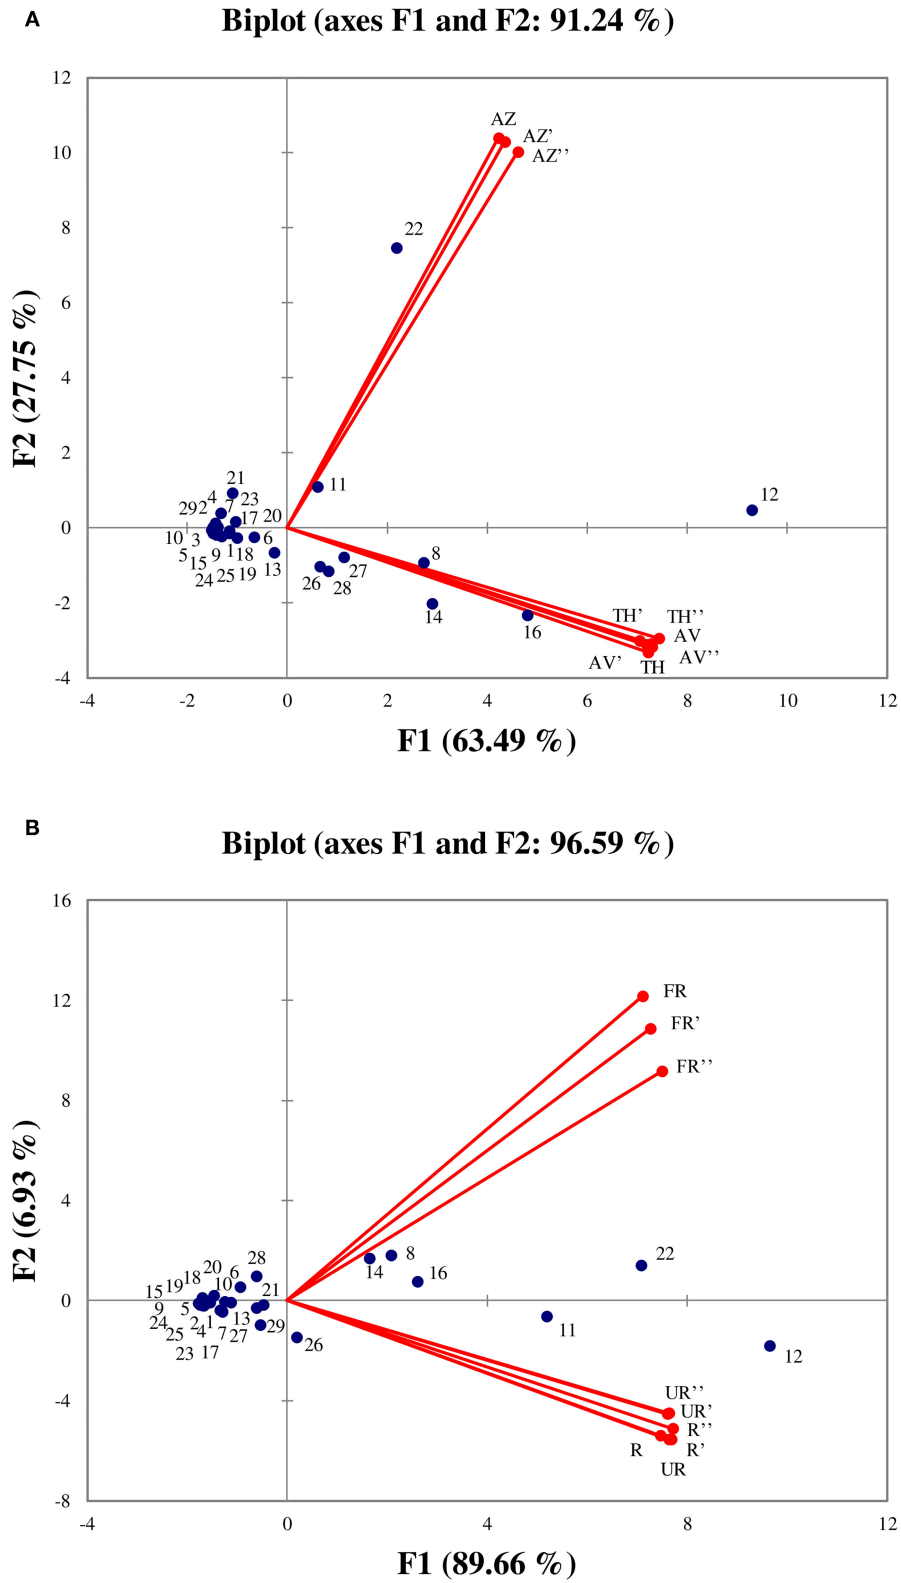 A
Biplot (axes F1 and F2: 91.24 %)
12
AZ
AZ’
10
AZ’’
22
8
6
F2 (27.75 %)
4
2
21
11
12
4
23
29 2
7
17 20
0
10 3
6
8
5
9
1 18
15
13
27
26
24 25 19
28
-2
14
16
TH’
TH’’
AV
AV’
TH
AV’’
-4
-4 -2 0 2 4 6 8 10 12
F1 (63.49 %)
B
Biplot (axes F1 and F2: 96.59 %)
16
FR
12
FR’
FR’’
8
F2 (6.93 %)
4
28
22
8
20
6
14
16
18
19
10
15
21
0
9
5
13
24
2 1
29
11
25
4
7 27
26
12
23 17
-4
UR’’
UR’
R’’
R
R’
UR
-8
-4 0 4 8 12
F1 (89.66 %)